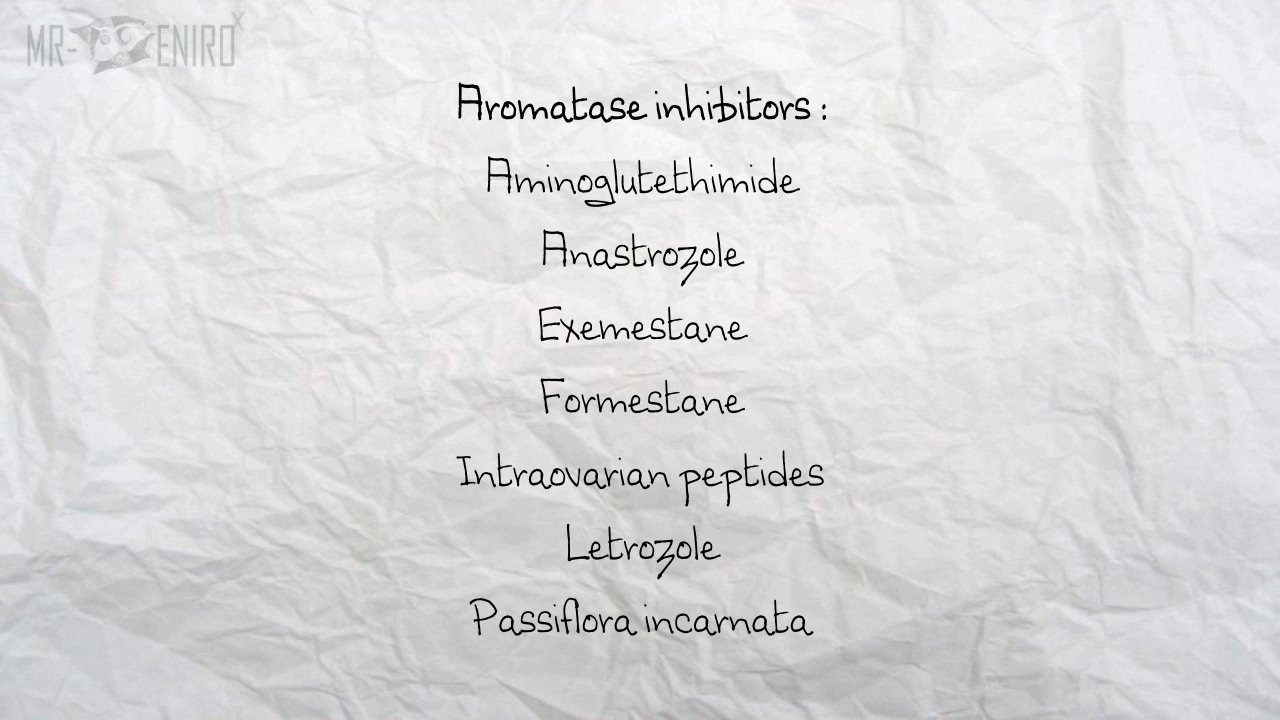 MR-ENIRO X
Aromatase inhibitors :
Aminoglutethimide
Anastrozole
Exemestane
Formestane
Intraovarian peptides
Letrozole
Passiflora incarnata